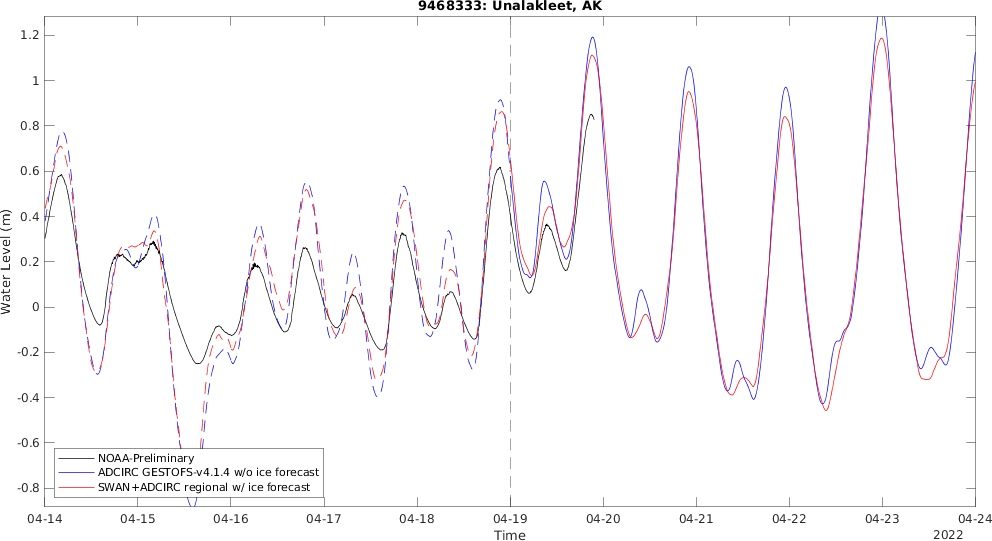 9468333: Unalakleet, AK
Water Level (m)
1.2
1
0.8
0.6
0.4
0.2
0
-0.2
-0.4
-0.6
-0.8
NOAA-Preliminary
ADCIRC GESTOFS-v4.1.4 w/o ice forecast
SWAN+ADCIRC regional w/ ice forecast
04-14 04-15 04-16 04-17 04-18 04-19 04-20 04-21 04-22 04-23 04-24
Time
2022